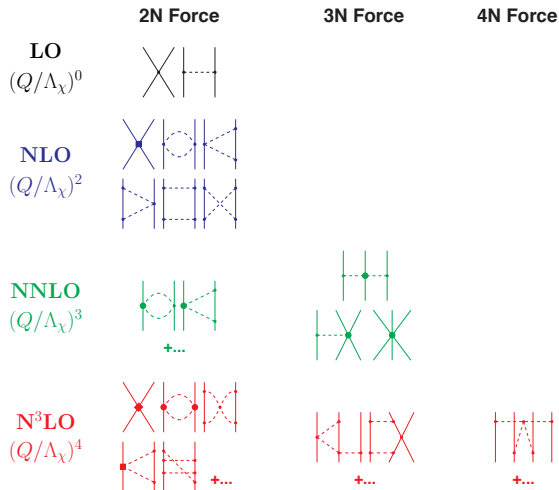 2N Force 3N Force 4N Force
LO
(Q/Λχ)⁰
NLO
(Q/Λχ)²
NNLO
(Q/Λχ)³
+...
N³LO
(Q/Λχ)⁴
+... +... +...